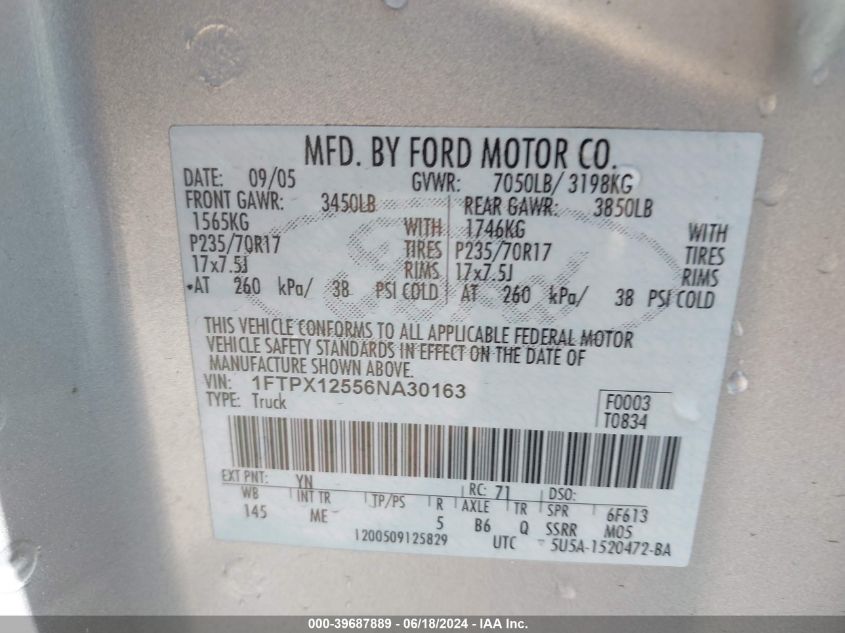 MFD. BY FORD MOTOR CO.
DATE: 09/05 GVWR: 7050LB/ 3198KG
FRONT GAWR: 3450LB REAR GAWR: 3850LB
1565KG WITH 1746KG WITH
P235/70R17 TIRES P235/70R17 TIRES
17x7.5J RIMS 17x7.5J RIMS
•AT 260 kPa/ 38 PSI COLD AT 260 kPa/ 38 PSI COLD
THIS VEHICLE CONFORMS TO ALL APPLICABLE FEDERAL MOTOR
VEHICLE SAFETY STANDARDS IN EFFECT ON THE DATE OF
MANUFACTURE SHOWN ABOVE.
VIN: 1FTPX12556NA30163
TYPE: Truck
F0003
T0834
EXT PNT: YN RC: 71 DSO:
WB INT TR TP/PS R AXLE TR SPR 6F613
145 ME 5 B6 Q SSRR M05
1200509125829 UTC 5U5A-1520472-BA
000-39687889 - 06/18/2024 - IAA Inc.